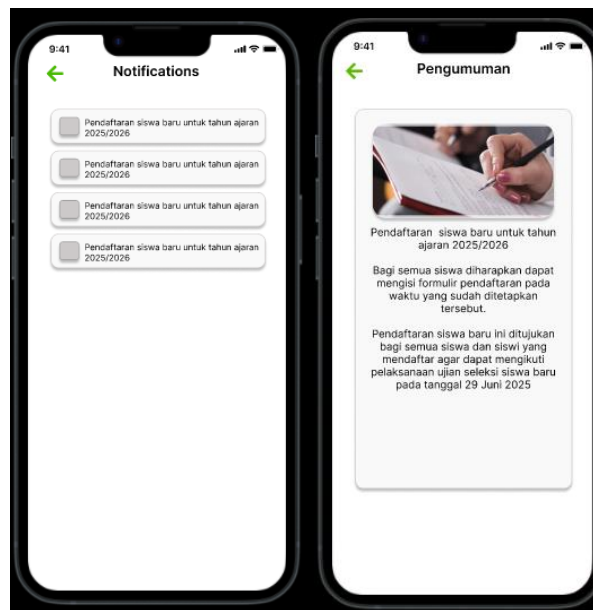 9:41
Notifications
Pendaftaran siswa baru untuk tahun ajaran
2025/2026
Pendaftaran siswa baru untuk tahun ajaran
2025/2026
Pendaftaran siswa baru untuk tahun ajaran
2025/2026
Pendaftaran siswa baru untuk tahun ajaran
2025/2026
9:41
Pengumuman
Pendaftaran siswa baru untuk tahun
ajaran 2025/2026
Bagi semua siswa diharapkan dapat
mengisi formulir pendaftaran pada
waktu yang sudah ditetapkan
tersebut.
Pendaftaran siswa baru ini ditujukan
bagi semua siswa dan siswi yang
mendaftar agar dapat mengikuti
pelaksanaan ujian seleksi siswa baru
pada tanggal 29 Juni 2025